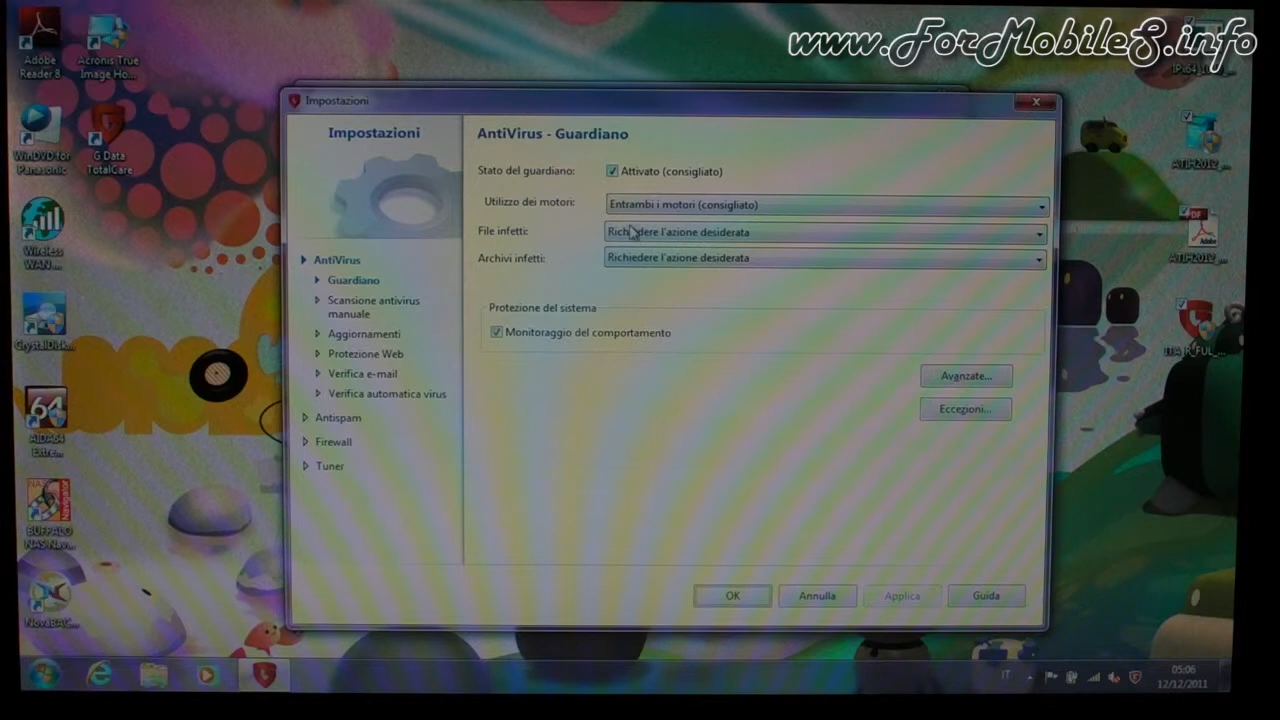 www.ForMobileS.info
Adobe
Reader 8
Acronis True
Image Ho...
WinDVD for
Panasonic
G Data
TotalCare
Wireless
WAN ...
CrystalDisk...
AIDA64
Extre...
BUFFALO
NAS Nav...
NovaBAC...
ATIH2012_...
ATIH2012_...
ITA_R_FUL_...
Impostazioni
Impostazioni
AntiVirus
Guardiano
Scansione antivirus
manuale
Aggiornamenti
Protezione Web
Verifica e-mail
Verifica automatica virus
Antispam
Firewall
Tuner
AntiVirus - Guardiano
Stato del guardiano: Attivato (consigliato)
Utilizzo dei motori: Entrambi i motori (consigliato)
File infetti: Richiedere l'azione desiderata
Archivi infetti: Richiedere l'azione desiderata
Protezione del sistema
Monitoraggio del comportamento
Avanzate...
Eccezioni...
OK Annulla Applica Guida
IT
05:06
12/12/2011